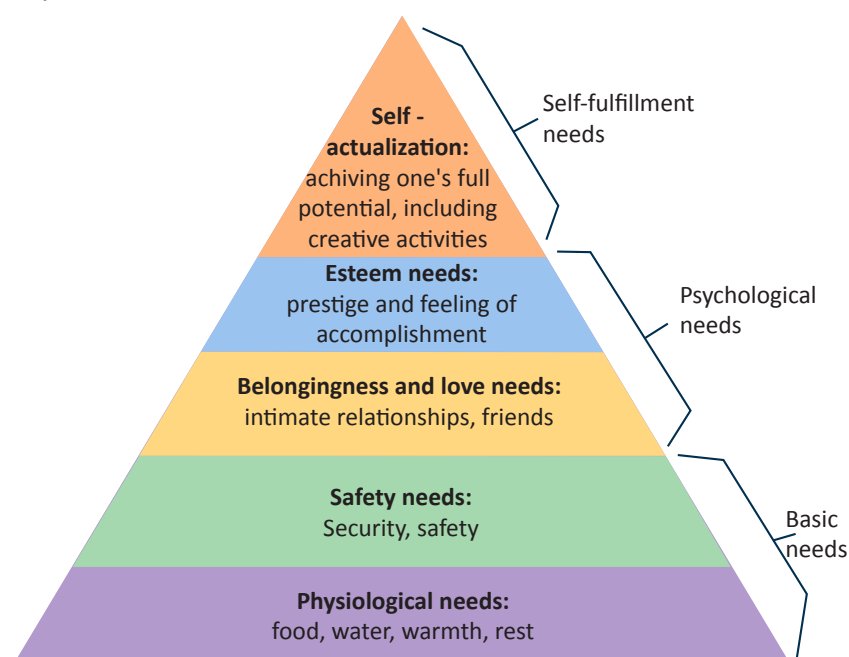 Self -
actualization:
achiving one's full
potential, including
creative activities
Self-fulfillment
needs
Esteem needs:
prestige and feeling of
accomplishment
Psychological
needs
Belongingness and love needs:
intimate relationships, friends
Safety needs:
Security, safety
Basic
needs
Physiological needs:
food, water, warmth, rest